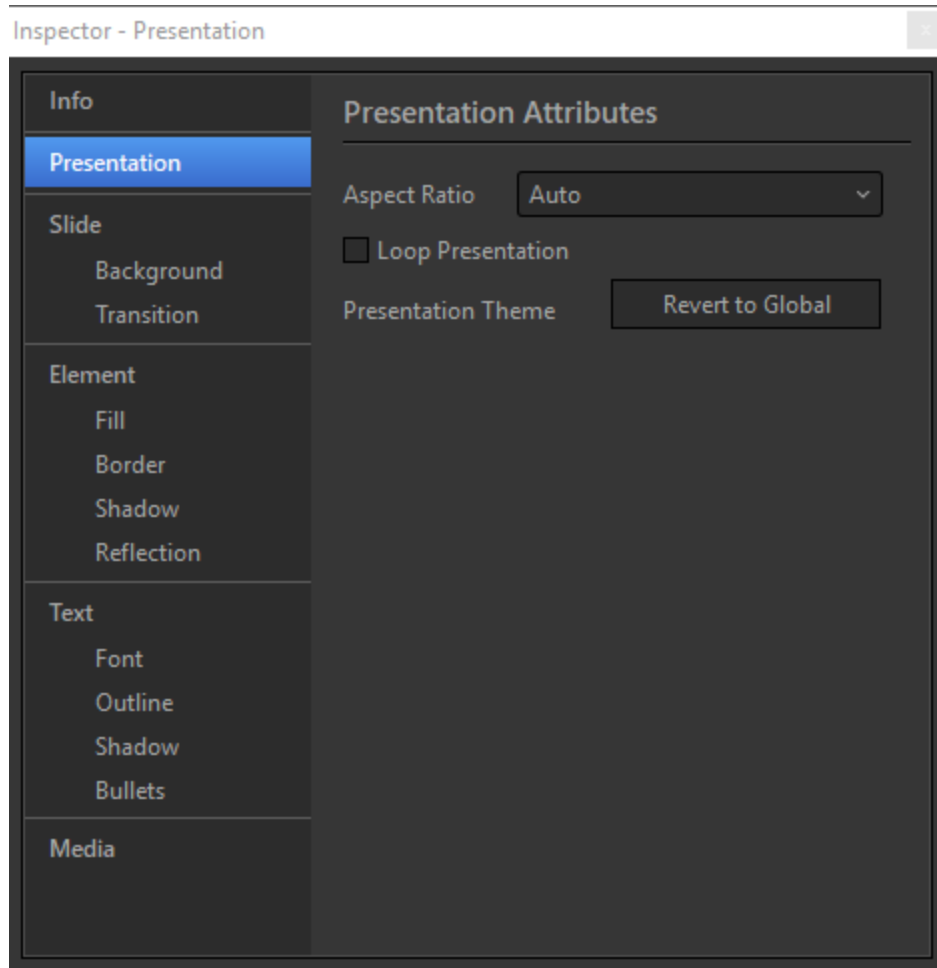 Inspector - Presentation
x
Info
Presentation
Slide
Background
Transition
Element
Fill
Border
Shadow
Reflection
Text
Font
Outline
Shadow
Bullets
Media
Presentation Attributes
Aspect Ratio Auto
Loop Presentation
Presentation Theme Revert to Global